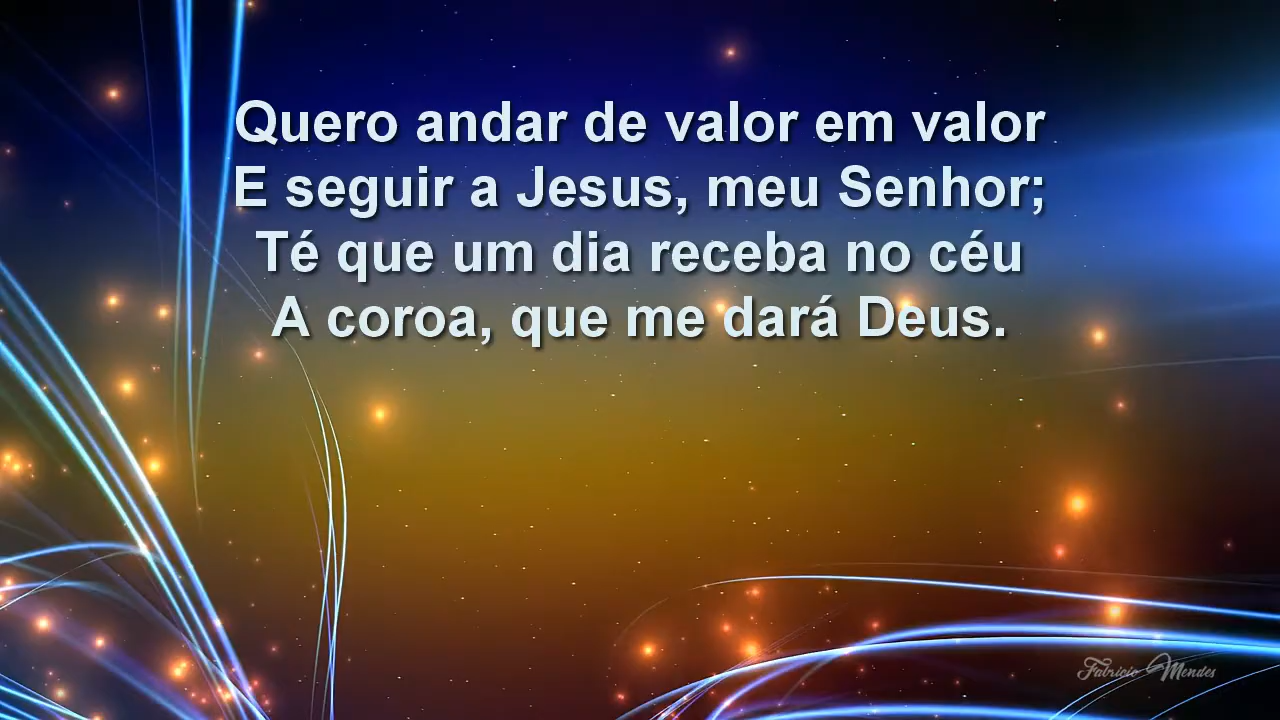 Quero andar de valor em valor
E seguir a Jesus, meu Senhor;
Té que um dia receba no céu
A coroa, que me dará Deus.
Fabricio Mendes